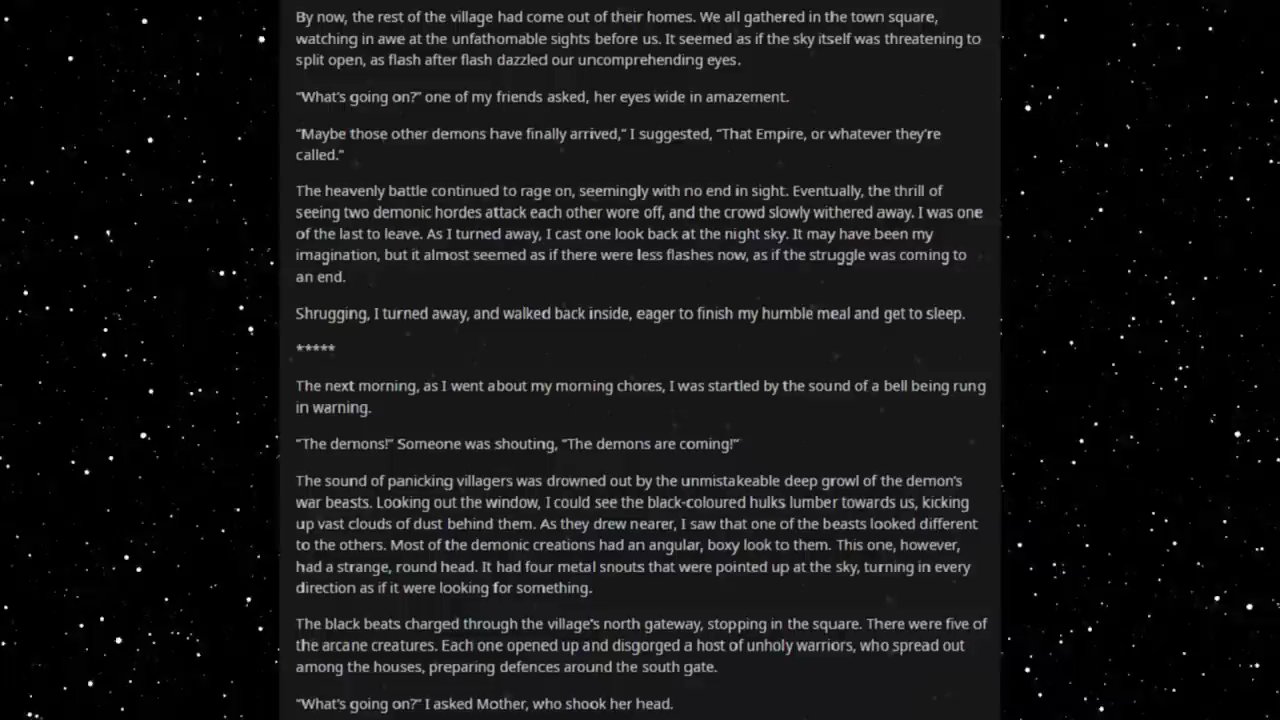 By now, the rest of the village had come out of their homes. We all gathered in the town square,
watching in awe at the unfathomable sights before us. It seemed as if the sky itself was threatening to
split open, as flash after flash dazzled our uncomprehending eyes.
“What’s going on?” one of my friends asked, her eyes wide in amazement.
“Maybe those other demons have finally arrived,” I suggested, “That Empire, or whatever they’re
called.”
The heavenly battle continued to rage on, seemingly with no end in sight. Eventually, the thrill of
seeing two demonic hordes attack each other wore off, and the crowd slowly withered away. I was one
of the last to leave. As I turned away, I cast one look back at the night sky. It may have been my
imagination, but it almost seemed as if there were less flashes now, as if the struggle was coming to
an end.
Shrugging, I turned away, and walked back inside, eager to finish my humble meal and get to sleep.
*****
The next morning, as I went about my morning chores, I was startled by the sound of a bell being rung
in warning.
“The demons!” Someone was shouting, “The demons are coming!”
The sound of panicking villagers was drowned out by the unmistakeable deep growl of the demon’s
war beasts. Looking out the window, I could see the black-coloured hulks lumber towards us, kicking
up vast clouds of dust behind them. As they drew nearer, I saw that one of the beasts looked different
to the others. Most of the demonic creations had an angular, boxy look to them. This one, however,
had a strange, round head. It had four metal snouts that were pointed up at the sky, turning in every
direction as if it were looking for something.
The black beats charged through the village’s north gateway, stopping in the square. There were five of
the arcane creatures. Each one opened up and disgorged a host of unholy warriors, who spread out
among the houses, preparing defences around the south gate.
“What’s going on?” I asked Mother, who shook her head.